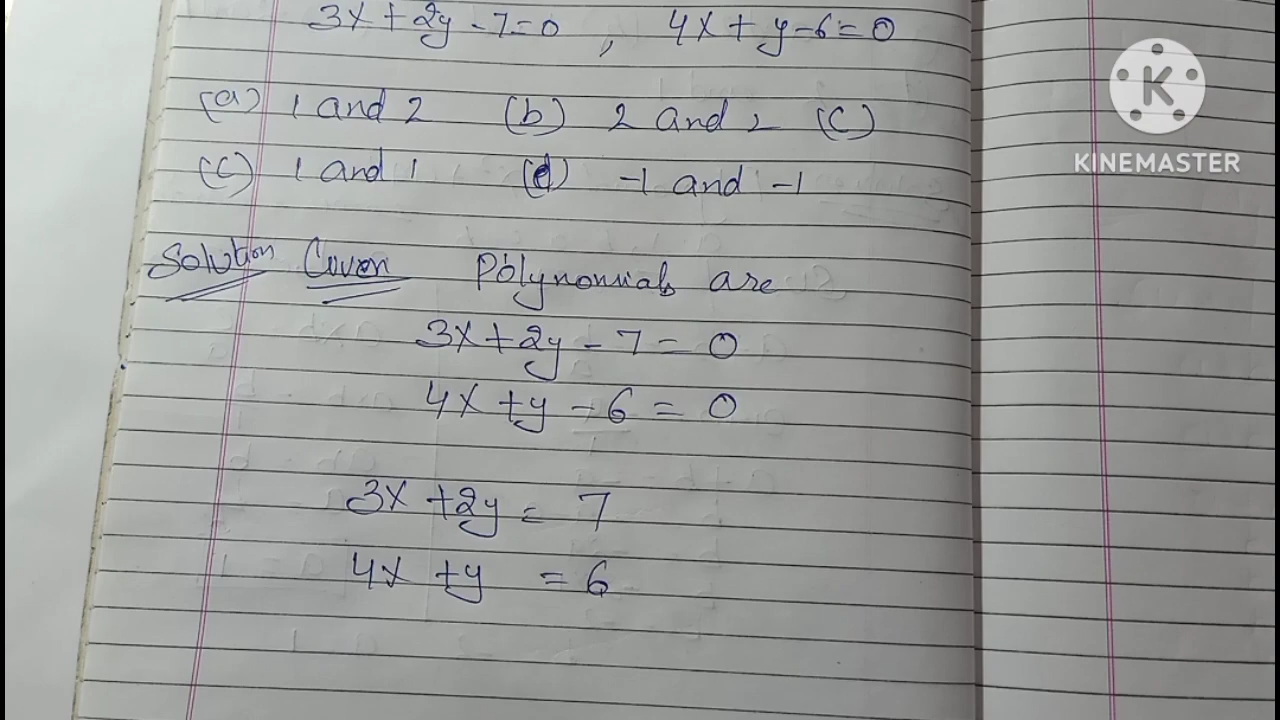 3x + 2y - 7 = 0 , 4x + y - 6 = 0
(a) 1 and 2 (b) 2 and 2 (c)
(c) 1 and 1 (d) -1 and -1
K
KINEMASTER
Solution Given Polynomials are
3x + 2y - 7 = 0
4x + y - 6 = 0
3x + 2y = 7
4x + y = 6